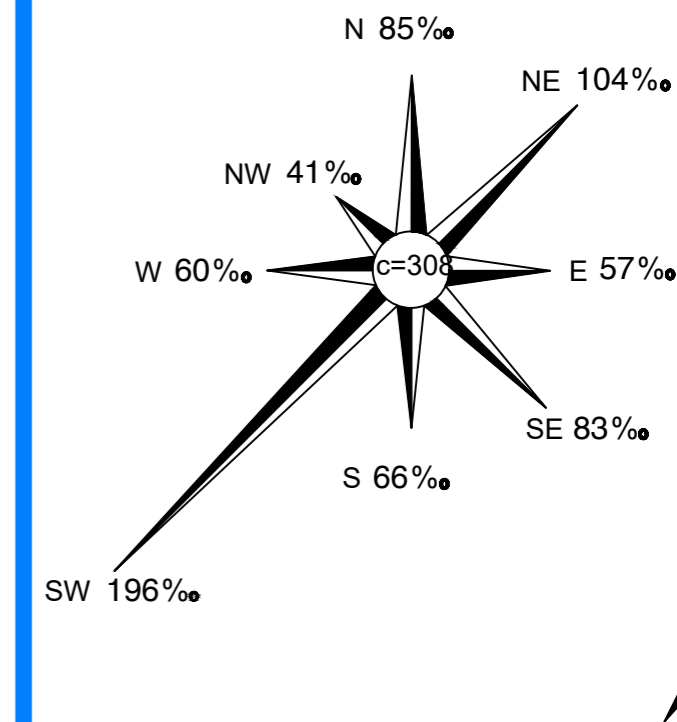 N 85‰
NE 104‰
NW 41‰
W 60‰
c=308
E 57‰
SE 83‰
S 66‰
SW 196‰